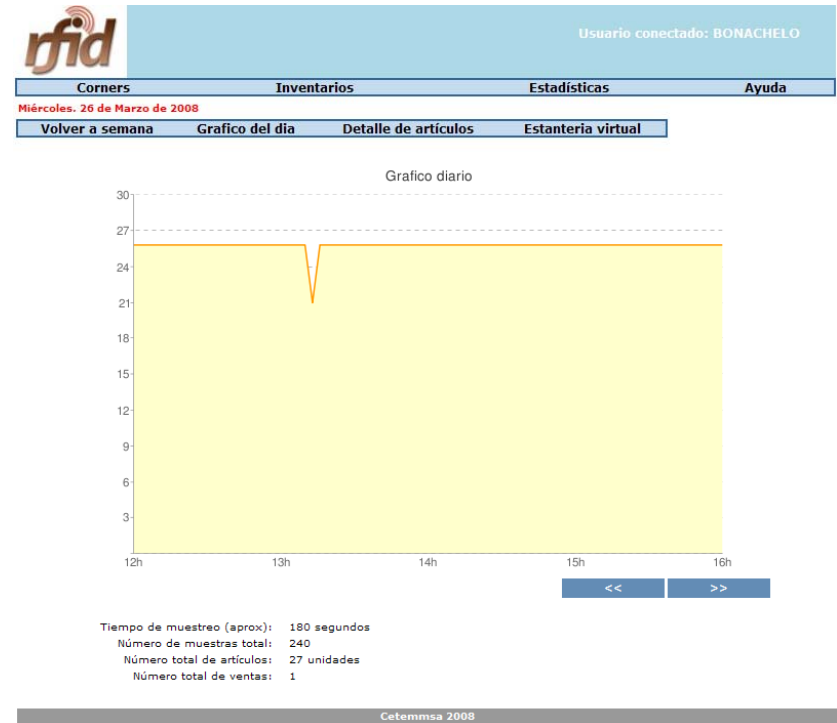 rfid
Usuario conectado: BONACHELO
Corners Inventarios Estadísticas Ayuda
Miércoles. 26 de Marzo de 2008
Volver a semana Grafico del dia Detalle de artículos Estanteria virtual
Grafico diario
30
27
24
21
18
15
12
9
6
3
12h 13h 14h 15h 16h
<< >>
Tiempo de muestreo (aprox): 180 segundos
Número de muestras total: 240
Número total de artículos: 27 unidades
Número total de ventas: 1
Cetemmsa 2008